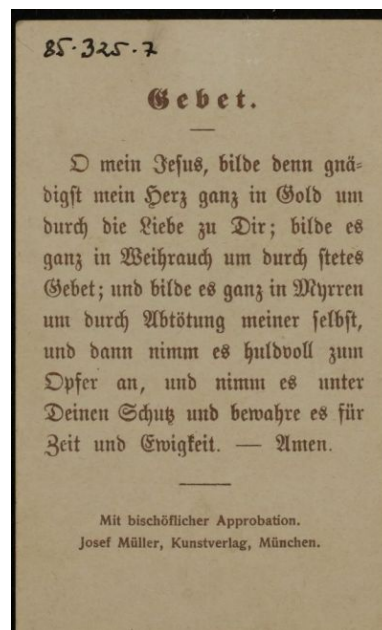 85-325-7
Gebet.
O mein Jesus, bilde denn gnä-
digst mein Herz ganz in Gold um
durch die Liebe zu Dir; bilde es
ganz in Weihrauch um durch stetes
Gebet; und bilde es ganz in Myrren
um durch Abtötung meiner selbst,
und dann nimm es huldvoll zum
Opfer an, und nimm es unter
Deinen Schutz und bewahre es für
Zeit und Ewigkeit. — Amen.
Mit bischöflicher Approbation.
Josef Müller, Kunstverlag, München.